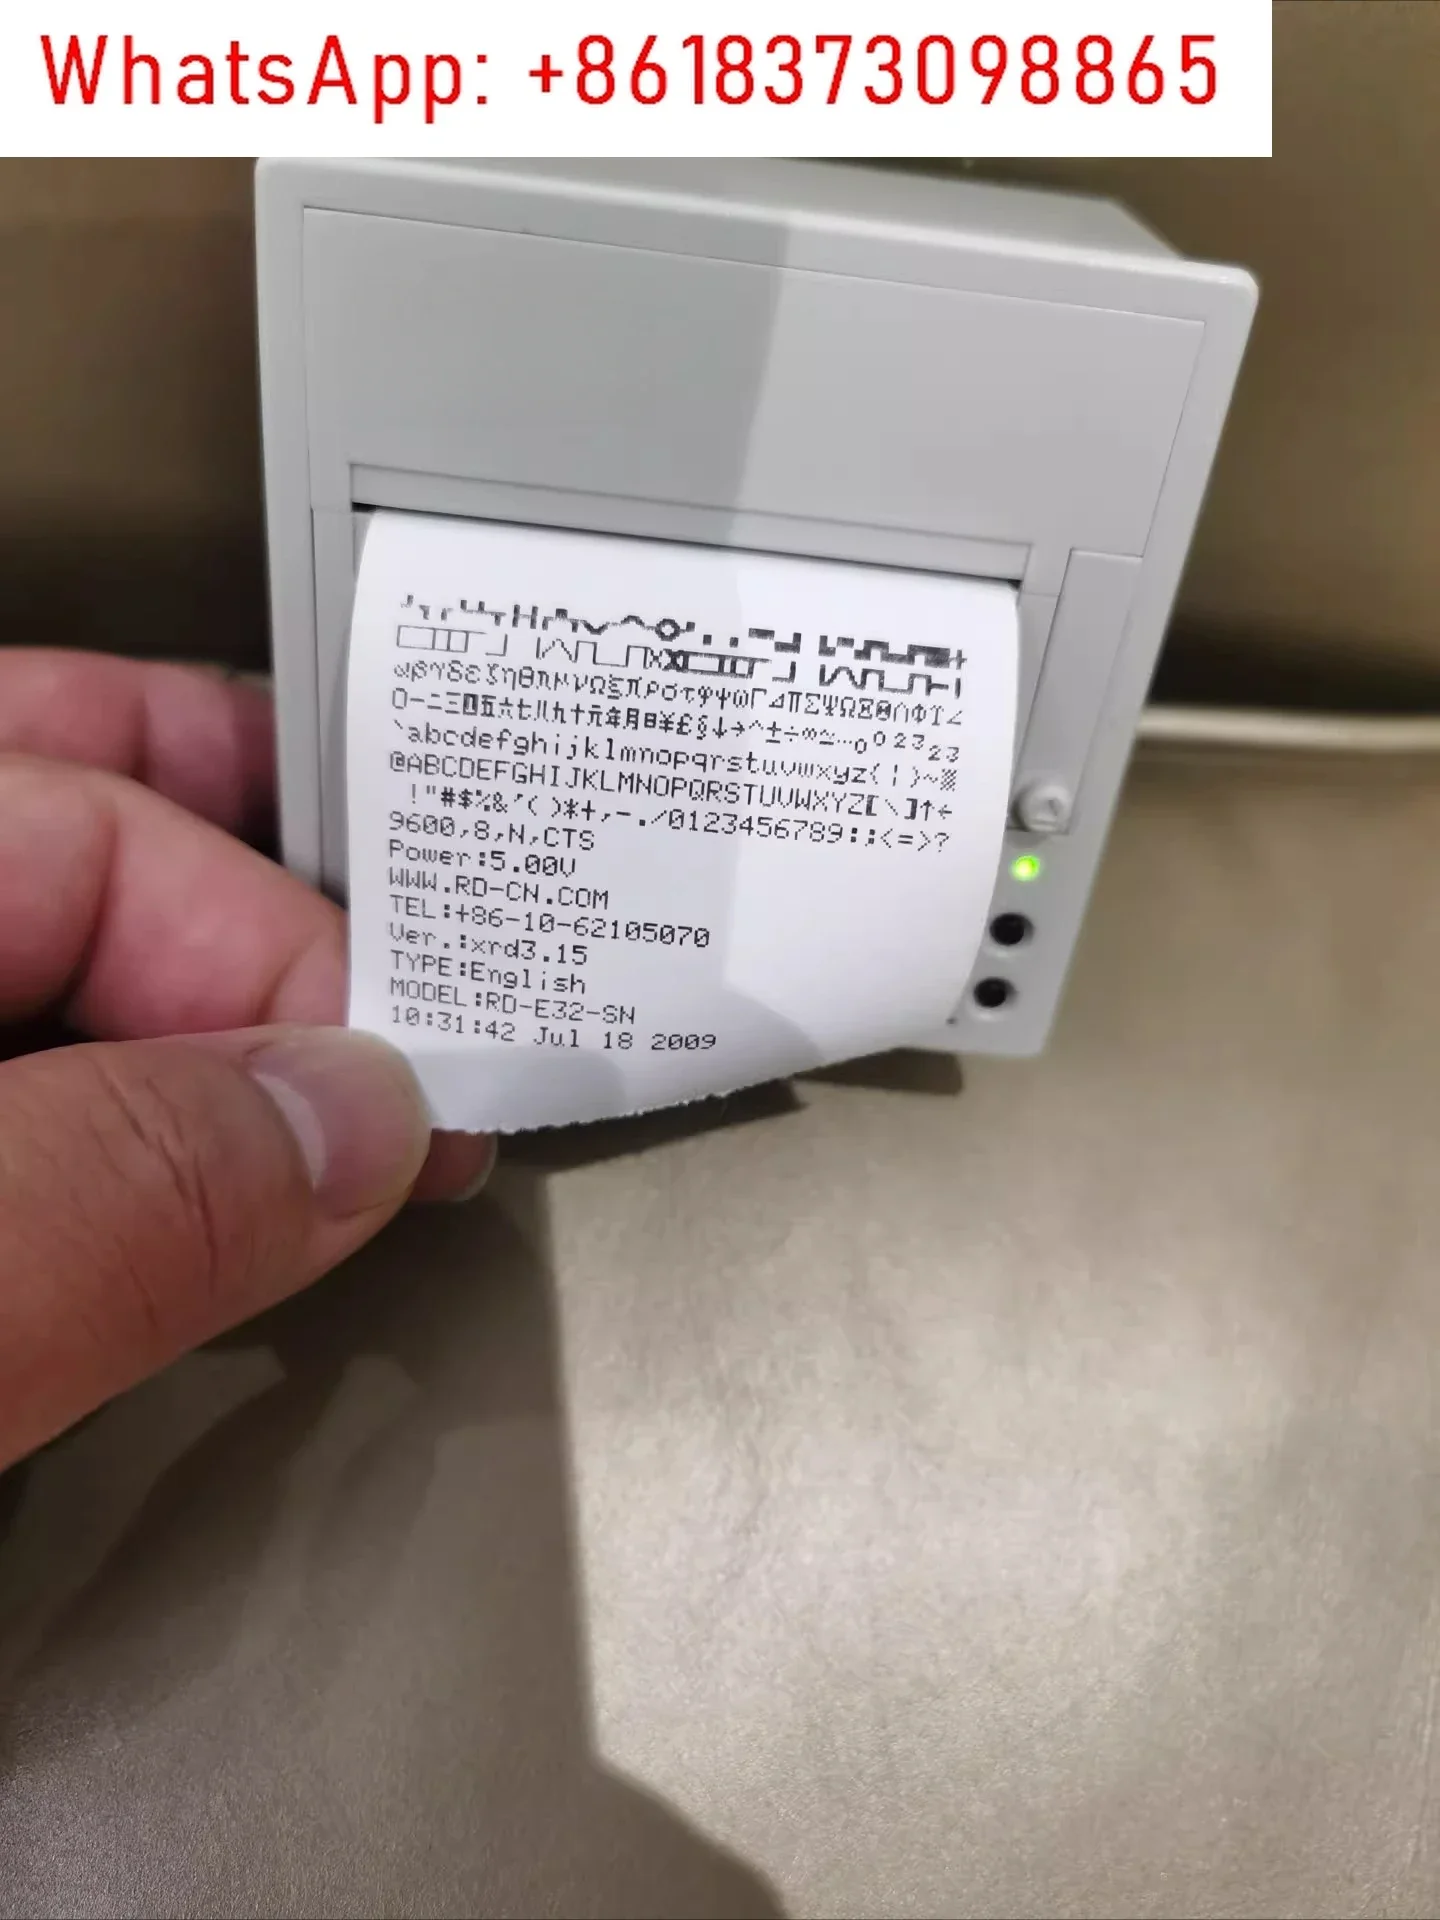 WhatsApp: +8618373098865
`abcdefghijklmnopqrstuvwxyz{¦}~▒
@ABCDEFGHIJKLMNOPQRSTUVWXYZ[\]↑←
!"#$%&'()*+,-./0123456789:;<=>?
9600,8,N,CTS
Power:5.00V
WWW.RD-CN.COM
TEL:+86-10-62105070
Ver.:xrd3.15
TYPE:English
MODEL:RD-E32-SN
10:31:42 Jul 18 2009